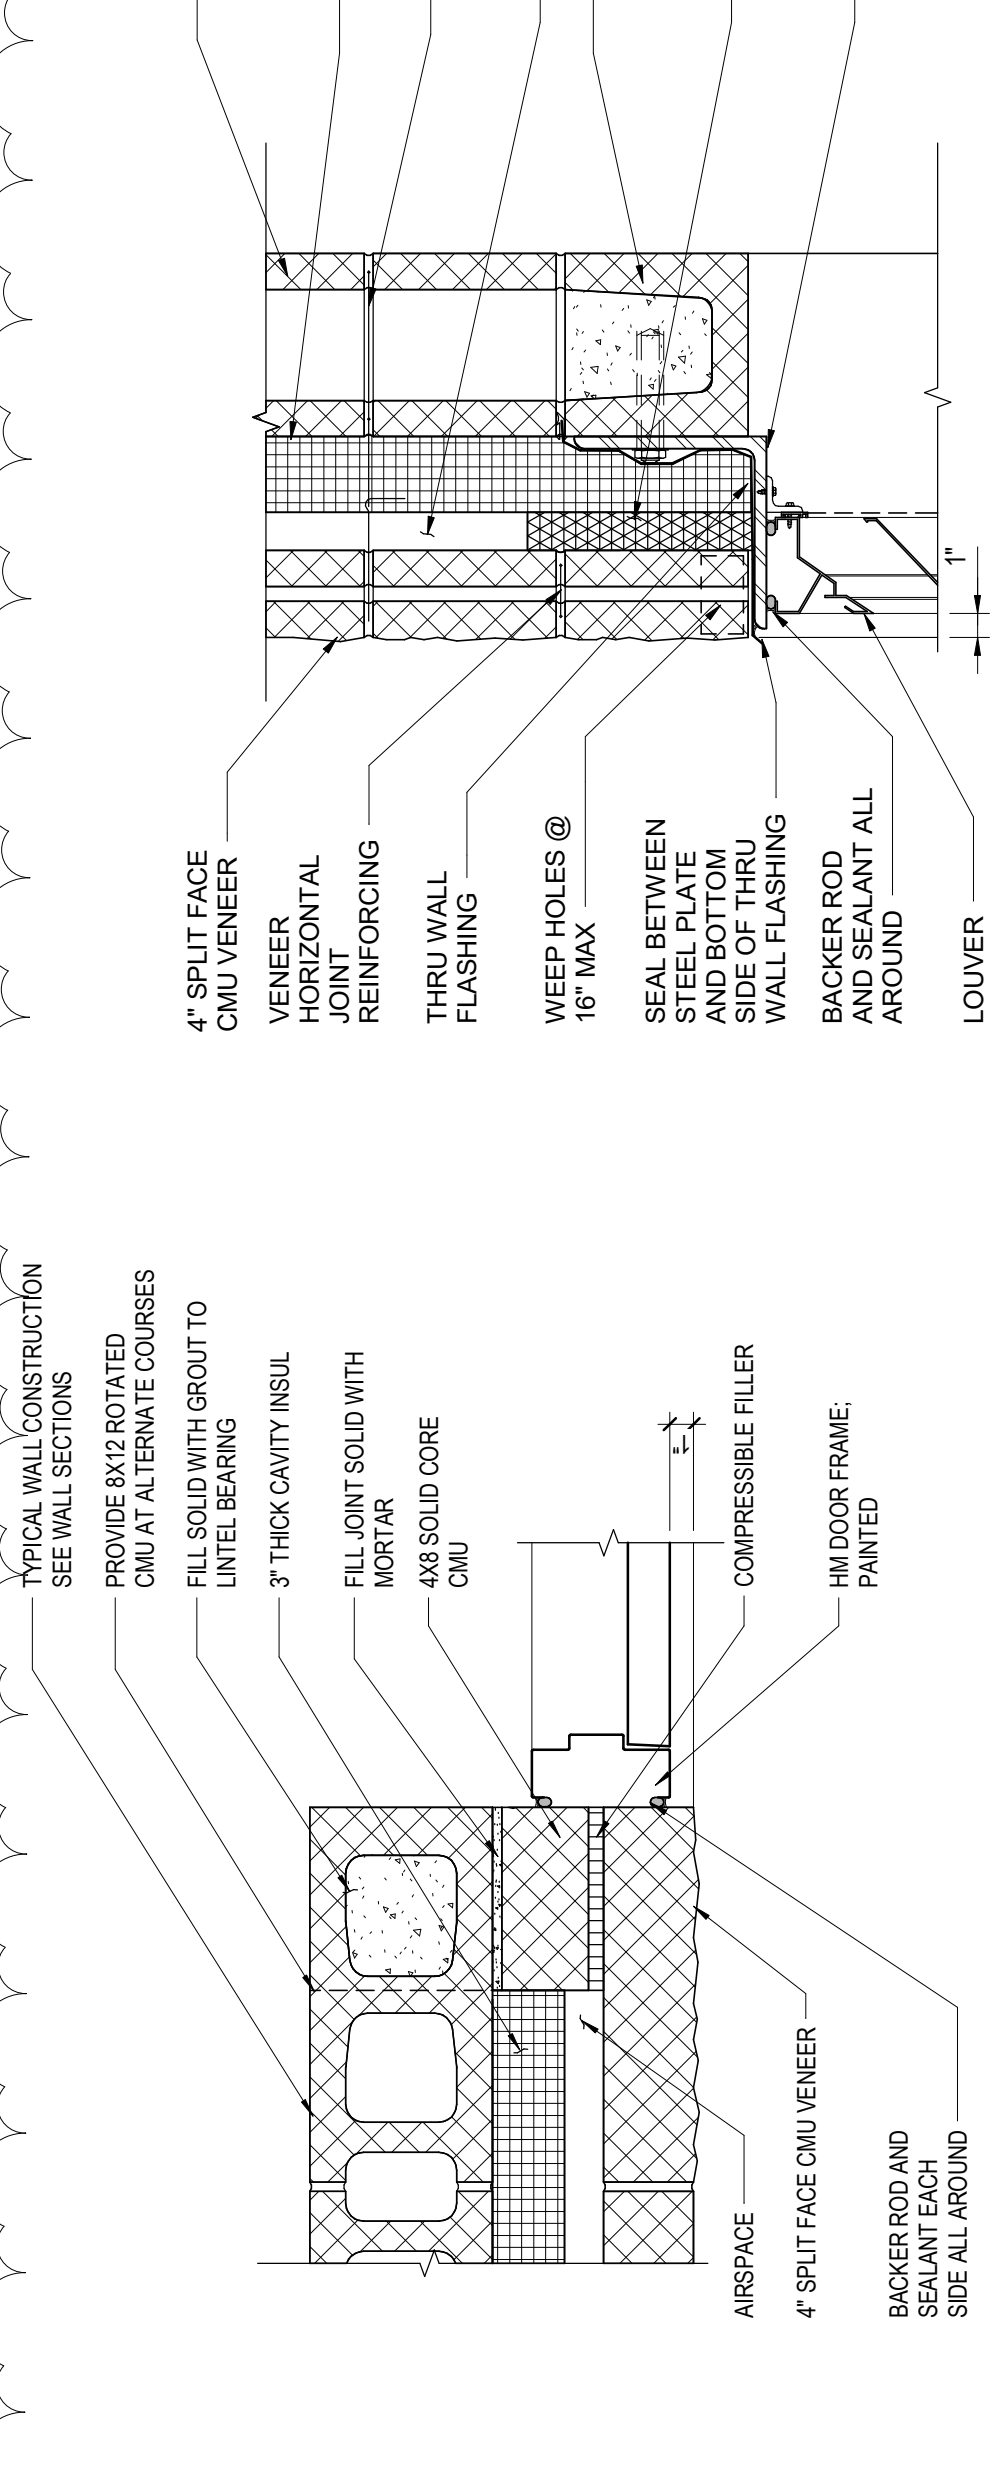 TYPICAL WALL CONSTRUCTION
SEE WALL SECTIONS
PROVIDE 8X12 ROTATED
CMU AT ALTERNATE COURSES
FILL SOLID WITH GROUT TO
LINTEL BEARING
3" THICK CAVITY INSUL
FILL JOINT SOLID WITH
MORTAR
4X8 SOLID CORE
CMU
1"
COMPRESSIBLE FILLER
HM DOOR FRAME;
PAINTED
AIRSPACE
4" SPLIT FACE CMU VENEER
BACKER ROD AND
SEALANT EACH
SIDE ALL AROUND
4" SPLIT FACE
CMU VENEER
VENEER
HORIZONTAL
JOINT
REINFORCING
THRU WALL
FLASHING
WEEP HOLES @
16" MAX
SEAL BETWEEN
STEEL PLATE
AND BOTTOM
SIDE OF THRU
WALL FLASHING
BACKER ROD
AND SEALANT ALL
AROUND
LOUVER
1"